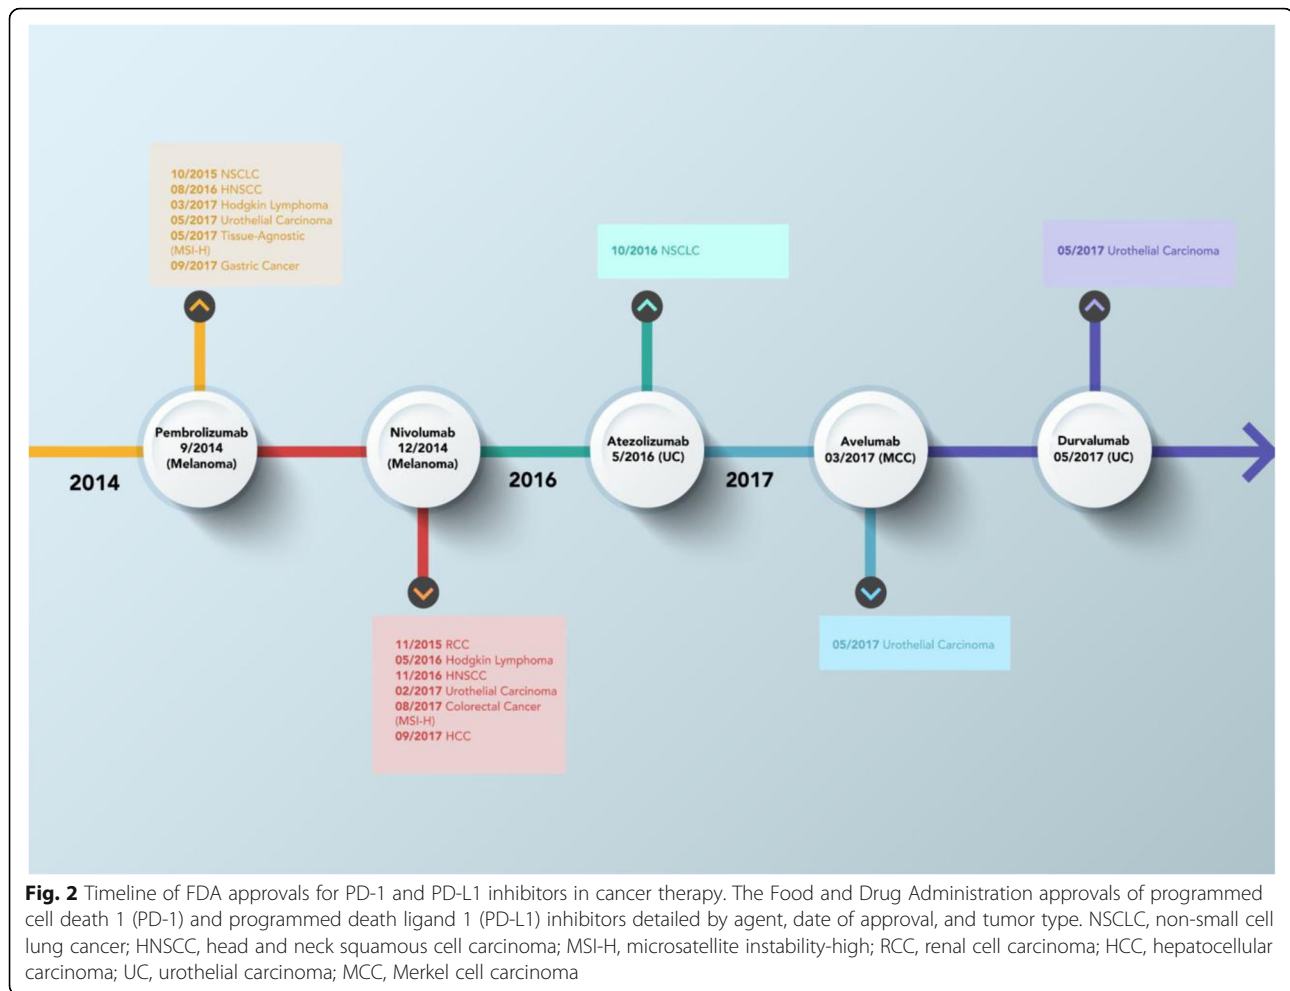 10/2015 NSCLC
08/2016 HNSCC
03/2017 Hodgkin Lymphoma
05/2017 Urothelial Carcinoma
05/2017 Tissue-Agnostic
(MSI-H)
09/2017 Gastric Cancer
10/2016 NSCLC
05/2017 Urothelial Carcinoma
Pembrolizumab
9/2014
(Melanoma)
Nivolumab
12/2014
(Melanoma)
Atezolizumab
5/2016 (UC)
Avelumab
03/2017 (MCC)
Durvalumab
05/2017 (UC)
2014
2016
2017
11/2015 RCC
05/2016 Hodgkin Lymphoma
11/2016 HNSCC
02/2017 Urothelial Carcinoma
08/2017 Colorectal Cancer
(MSI-H)
09/2017 HCC
05/2017 Urothelial Carcinoma
Fig. 2 Timeline of FDA approvals for PD-1 and PD-L1 inhibitors in cancer therapy. The Food and Drug Administration approvals of programmed
cell death 1 (PD-1) and programmed death ligand 1 (PD-L1) inhibitors detailed by agent, date of approval, and tumor type. NSCLC, non-small cell
lung cancer; HNSCC, head and neck squamous cell carcinoma; MSI-H, microsatellite instability-high; RCC, renal cell carcinoma; HCC, hepatocellular
carcinoma; UC, urothelial carcinoma; MCC, Merkel cell carcinoma